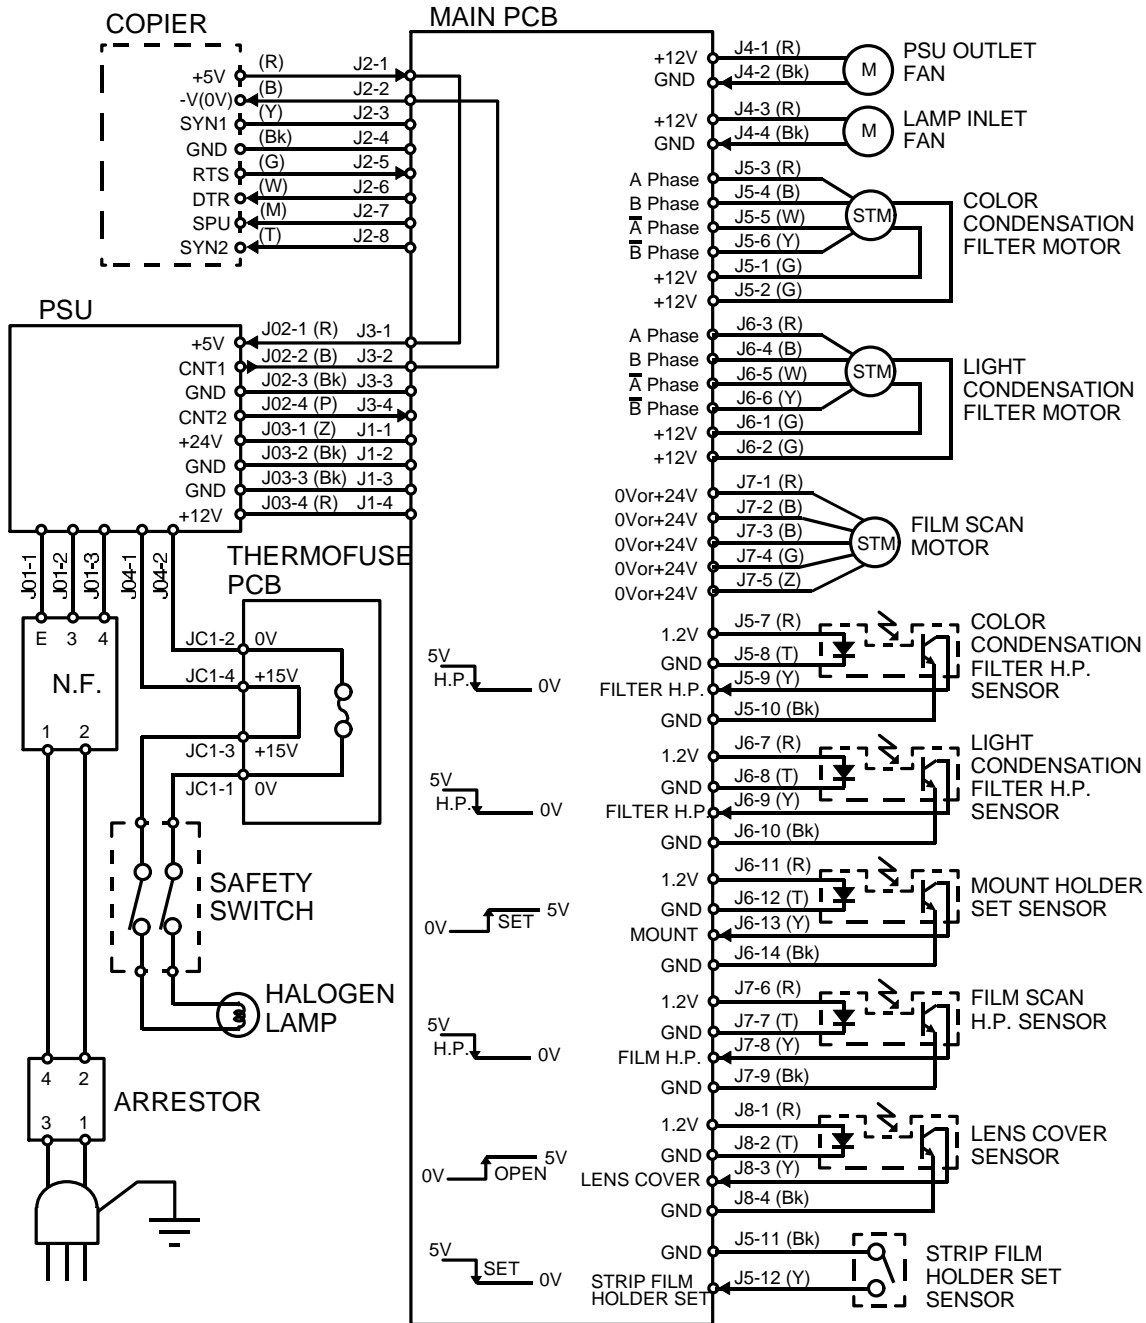 COPIER
+5V (R) J2-1
-V(0V) (B) J2-2
SYN1 (Y) J2-3
GND (Bk) J2-4
RTS (G) J2-5
DTR (W) J2-6
SPU (M) J2-7
SYN2 (T) J2-8
PSU
+5V J02-1 (R) J3-1
CNT1 J02-2 (B) J3-2
GND J02-3 (Bk) J3-3
CNT2 J02-4 (P) J3-4
+24V J03-1 (Z) J1-1
GND J03-2 (Bk) J1-2
GND J03-3 (Bk) J1-3
+12V J03-4 (R) J1-4
J01-1
J01-2
J01-3
J04-1
J04-2
E 3 4
N.F.
1 2
THERMOFUSE
PCB
JC1-2 0V
JC1-4 +15V
JC1-3 +15V
JC1-1 0V
SAFETY
SWITCH
HALOGEN
LAMP
4 2
3 1
ARRESTOR
MAIN PCB
+12V J4-1 (R)
GND J4-2 (Bk)
M
PSU OUTLET
FAN
+12V J4-3 (R)
GND J4-4 (Bk)
M
LAMP INLET
FAN
A Phase J5-3 (R)
B Phase J5-4 (B)
A̅ Phase J5-5 (W)
B̅ Phase J5-6 (Y)
+12V J5-1 (G)
+12V J5-2 (G)
STM
COLOR
CONDENSATION
FILTER MOTOR
A Phase J6-3 (R)
B Phase J6-4 (B)
A̅ Phase J6-5 (W)
B̅ Phase J6-6 (Y)
+12V J6-1 (G)
+12V J6-2 (G)
STM
LIGHT
CONDENSATION
FILTER MOTOR
0Vor+24V J7-1 (R)
0Vor+24V J7-2 (B)
0Vor+24V J7-3 (B)
0Vor+24V J7-4 (G)
0Vor+24V J7-5 (Z)
STM
FILM SCAN
MOTOR
5V
H.P. 0V
1.2V J5-7 (R)
GND J5-8 (T)
FILTER H.P. J5-9 (Y)
GND J5-10 (Bk)
COLOR
CONDENSATION
FILTER H.P.
SENSOR
5V
H.P. 0V
1.2V J6-7 (R)
GND J6-8 (T)
FILTER H.P. J6-9 (Y)
GND J6-10 (Bk)
LIGHT
CONDENSATION
FILTER H.P.
SENSOR
0V SET 5V
1.2V J6-11 (R)
GND J6-12 (T)
MOUNT J6-13 (Y)
GND J6-14 (Bk)
MOUNT HOLDER
SET SENSOR
5V
H.P. 0V
1.2V J7-6 (R)
GND J7-7 (T)
FILM H.P. J7-8 (Y)
GND J7-9 (Bk)
FILM SCAN
H.P. SENSOR
0V OPEN 5V
1.2V J8-1 (R)
GND J8-2 (T)
LENS COVER J8-3 (Y)
GND J8-4 (Bk)
LENS COVER
SENSOR
5V
SET 0V
GND J5-11 (Bk)
STRIP FILM
HOLDER SET J5-12 (Y)
STRIP FILM
HOLDER SET
SENSOR